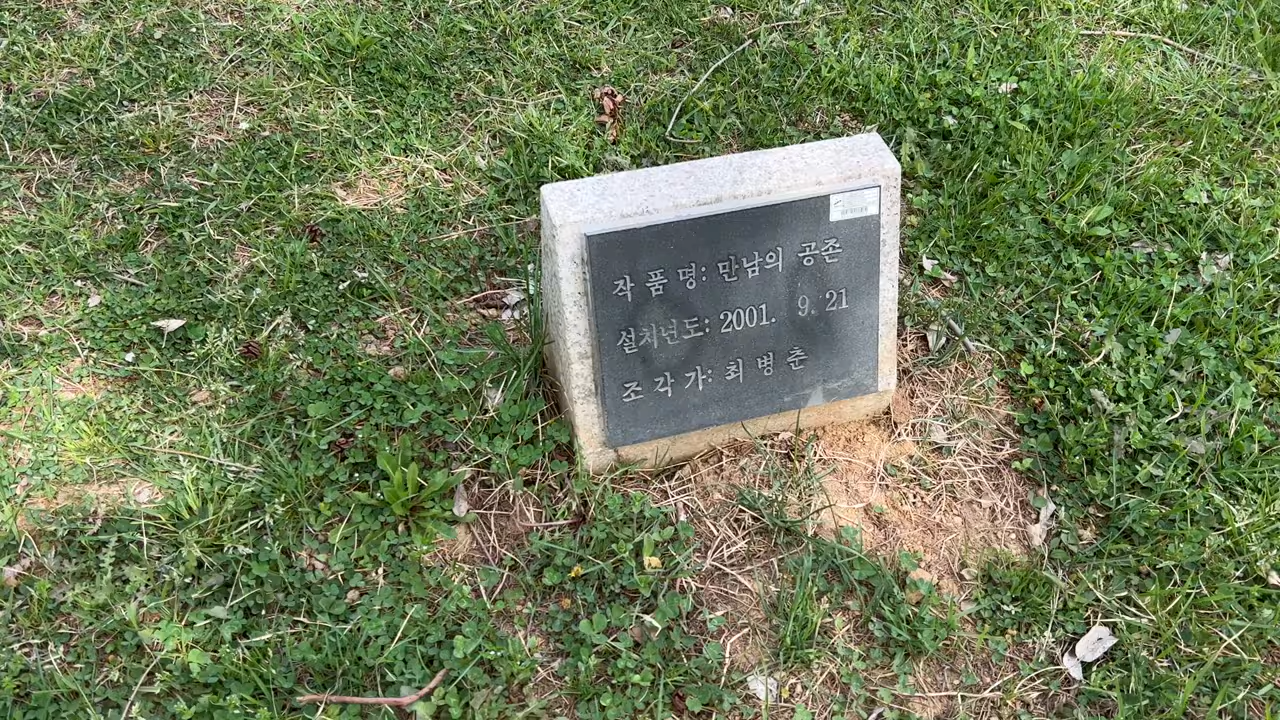 작품명: 만남의 공존
설치년도: 2001. 9. 21
조각가: 최병춘